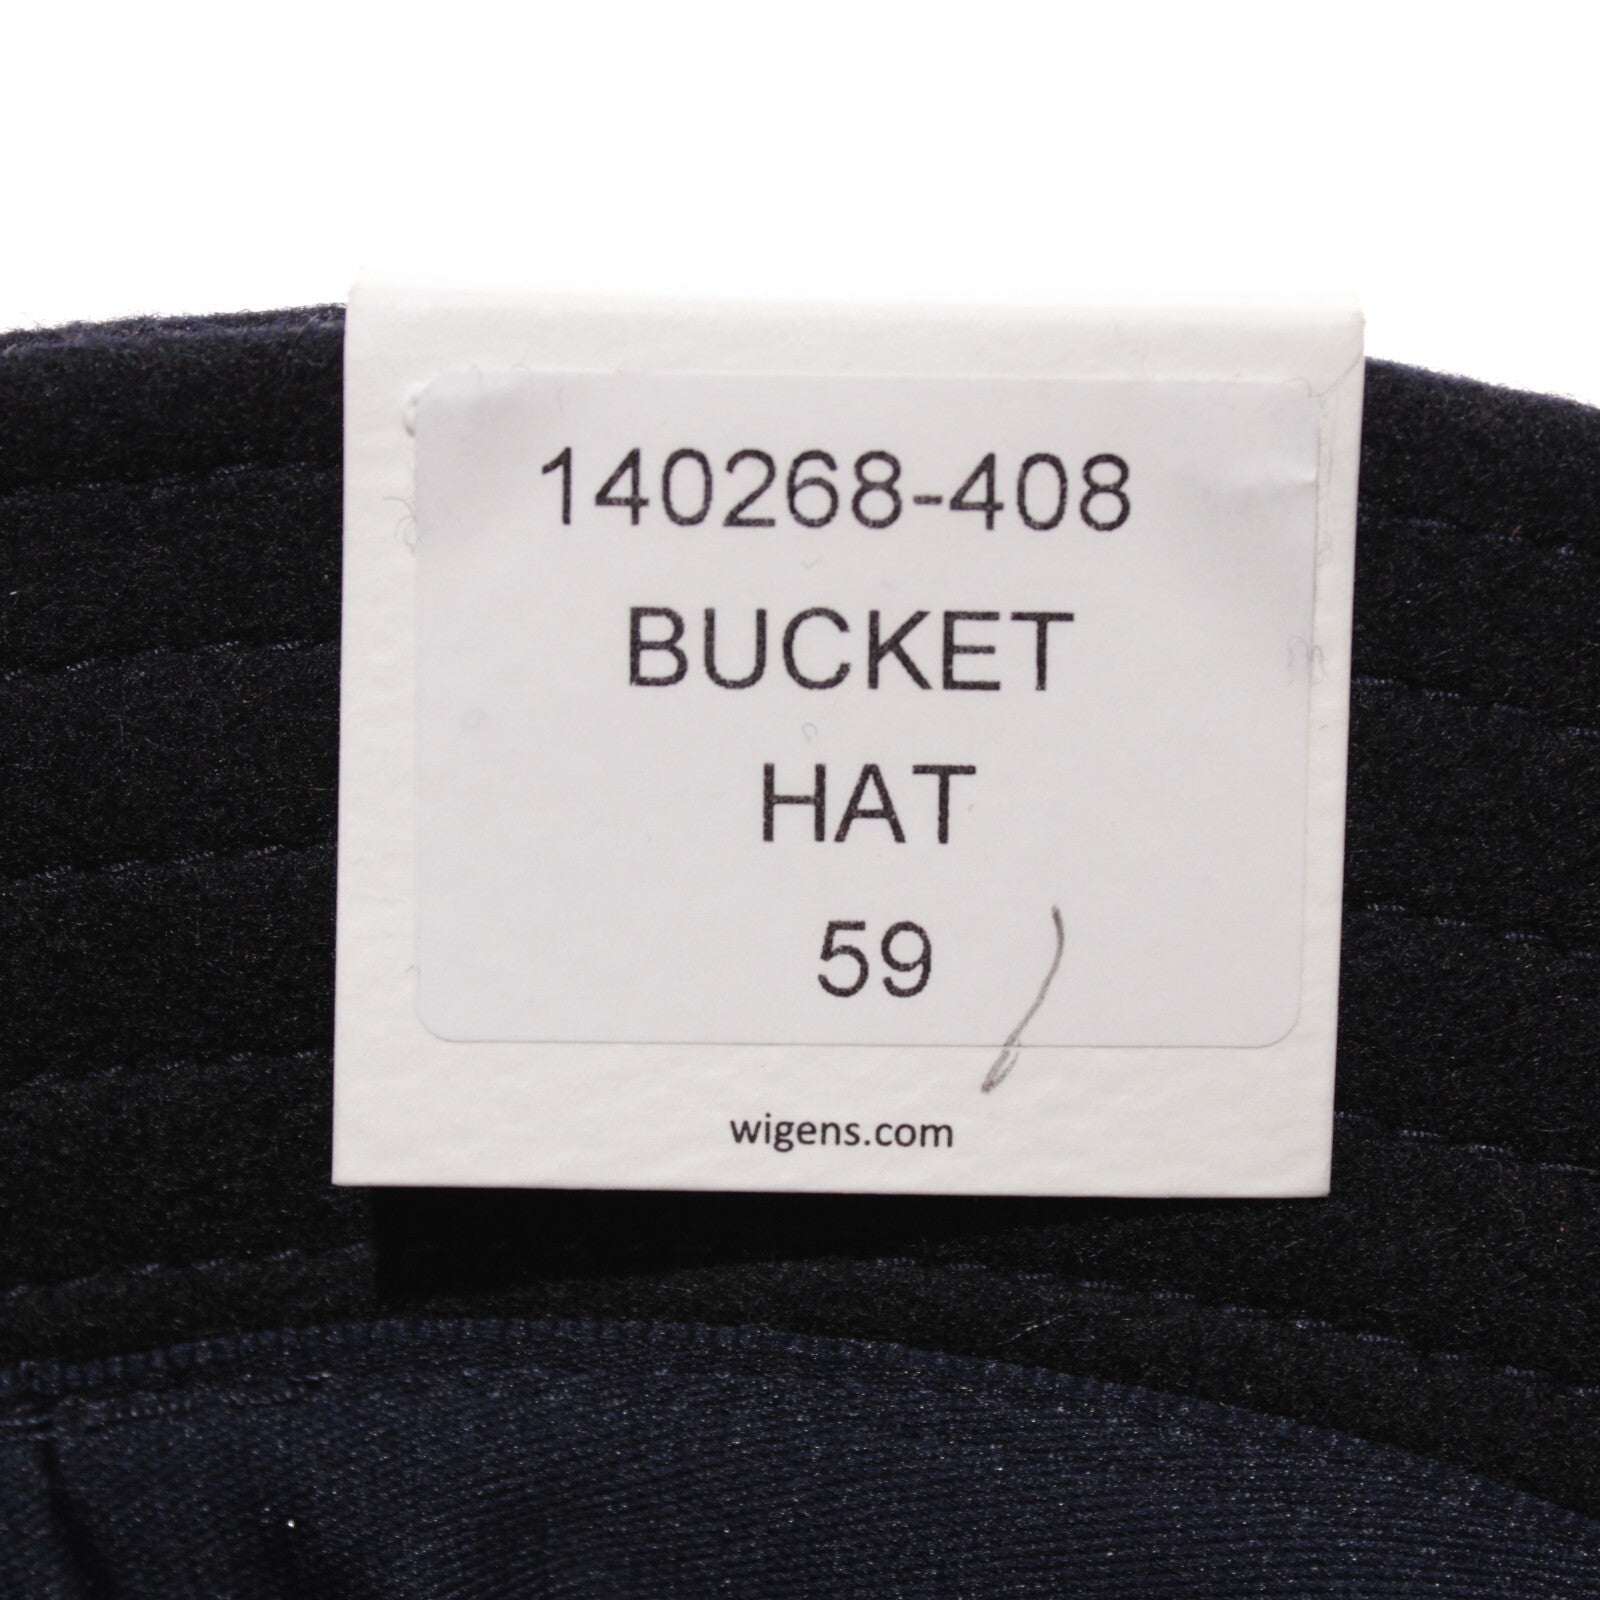 140268-408
BUCKET
HAT
59
wigens.com